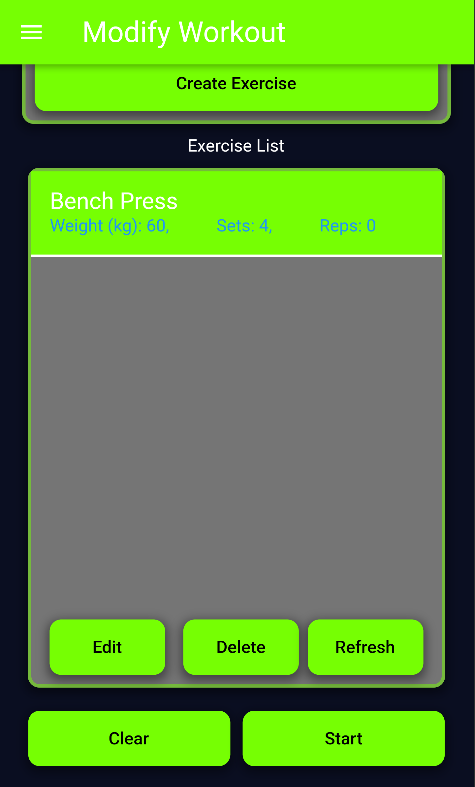 Modify Workout
Create Exercise
Exercise List
Bench Press
Weight (kg): 60, Sets: 4, Reps: 0
Edit Delete Refresh
Clear Start